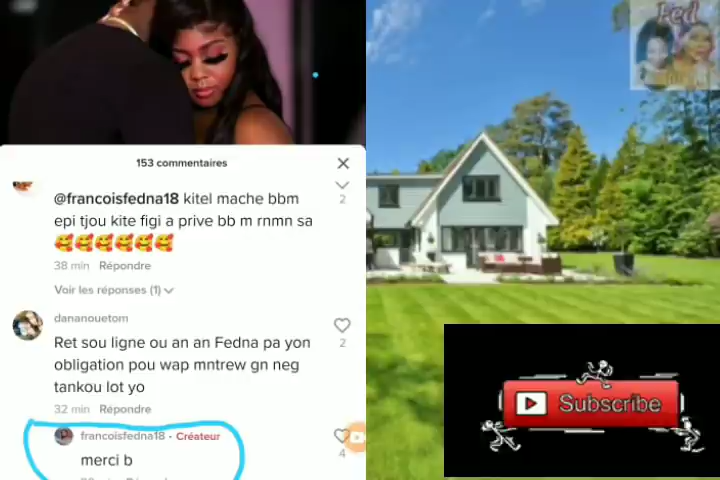 Fed
153 commentaires
@francoisfedna18 kitel mache bbm
epi tjou kite figi a prive bb m rnmn sa
🥰🥰🥰🥰🥰🥰
2
38 min Répondre
Voir les réponses (1)
dananouetom
Ret sou ligne ou an an Fedna pa yon
obligation pou wap mntrew gn neg
tankou lot yo
2
32 min Répondre
francoisfedna18 · Créateur
merci b
4
Subscribe